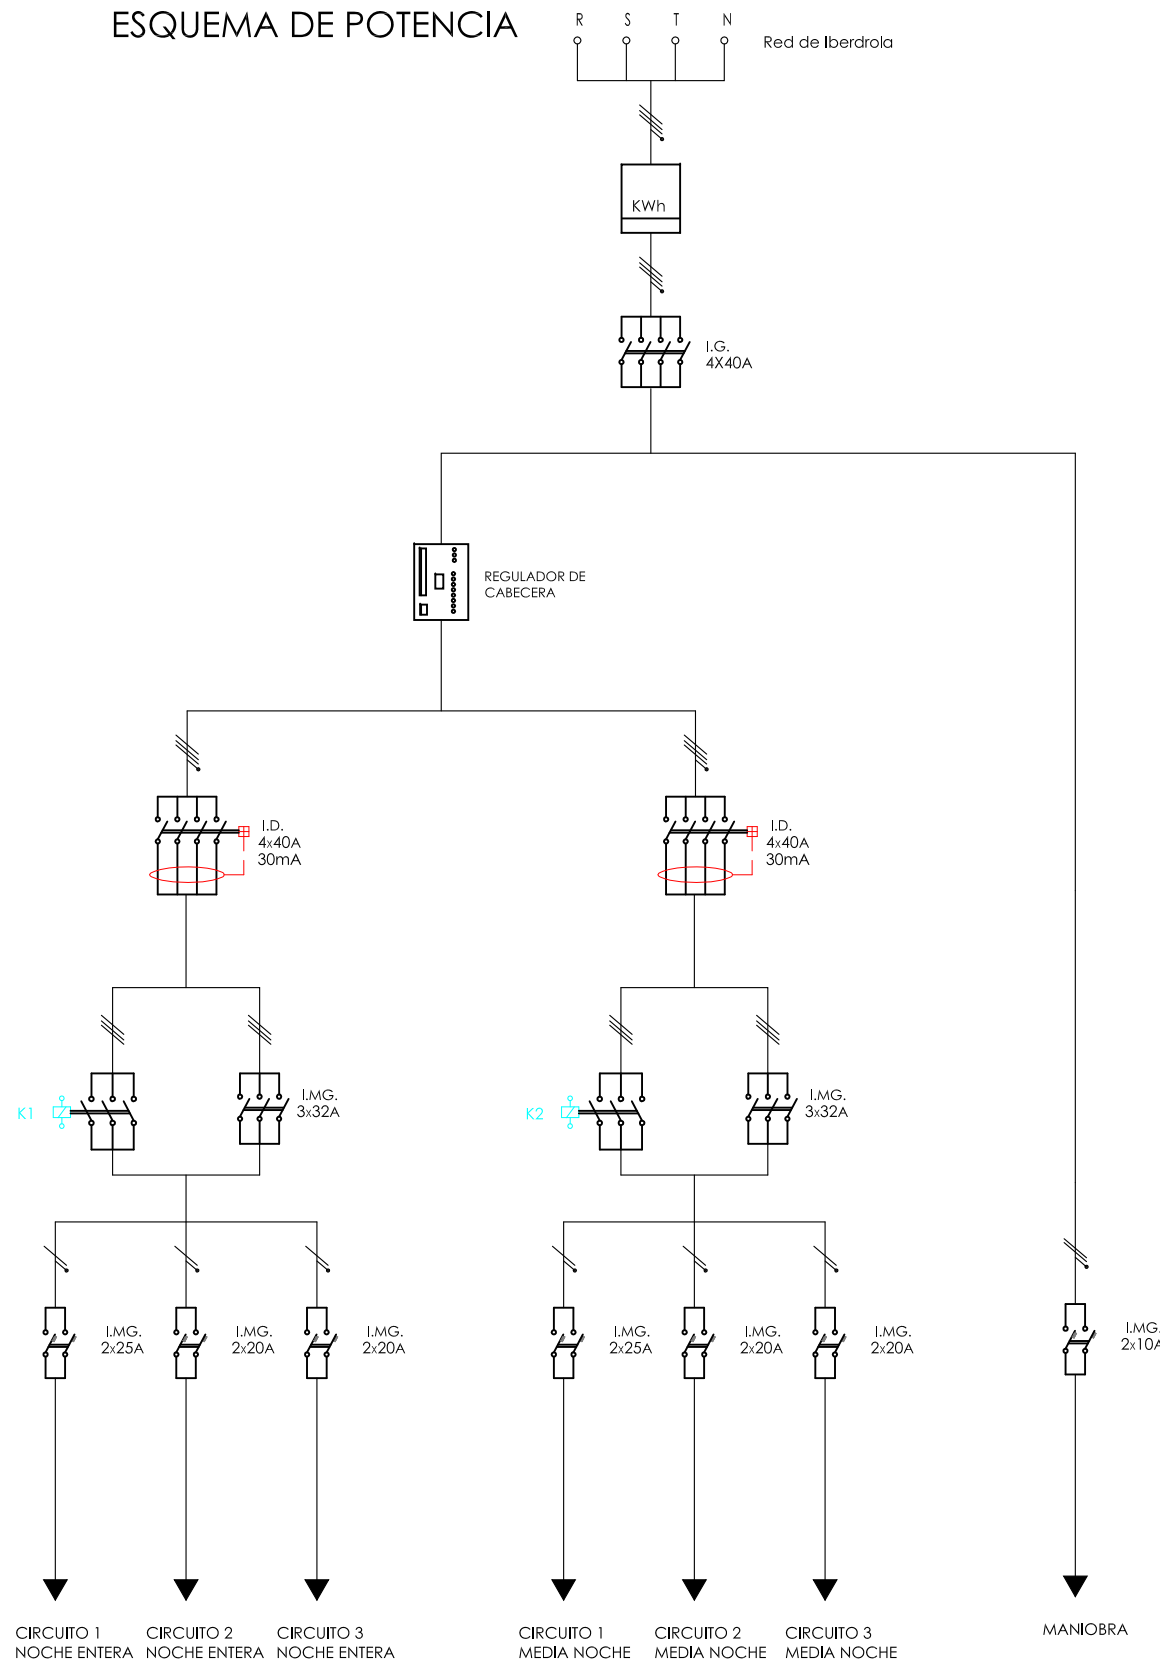 ESQUEMA DE POTENCIA
R S T N
Red de Iberdrola
KWh
I.G.
4X40A
REGULADOR DE
CABECERA
I.D.
4x40A
30mA
I.D.
4x40A
30mA
K1
I.MG.
3x32A
K2
I.MG.
3x32A
I.MG.
2x25A
I.MG.
2x20A
I.MG.
2x20A
I.MG.
2x25A
I.MG.
2x20A
I.MG.
2x20A
I.MG.
2x10A
CIRCUITO 1
NOCHE ENTERA
CIRCUITO 2
NOCHE ENTERA
CIRCUITO 3
NOCHE ENTERA
CIRCUITO 1
MEDIA NOCHE
CIRCUITO 2
MEDIA NOCHE
CIRCUITO 3
MEDIA NOCHE
MANIOBRA